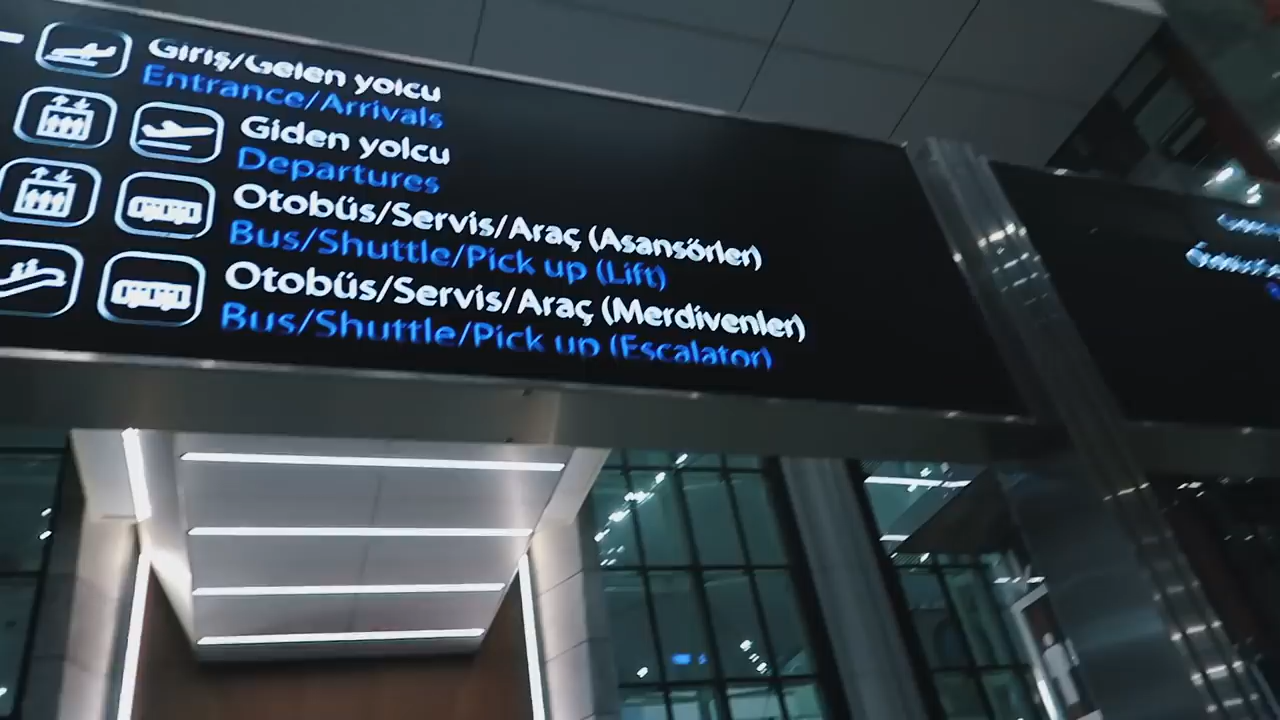 Giriş/Gelen yolcu
Entrance/Arrivals
Giden yolcu
Departures
Otobüs/Servis/Araç (Asansörler)
Bus/Shuttle/Pick up (Lift)
Otobüs/Servis/Araç (Merdivenler)
Bus/Shuttle/Pick up (Escalator)